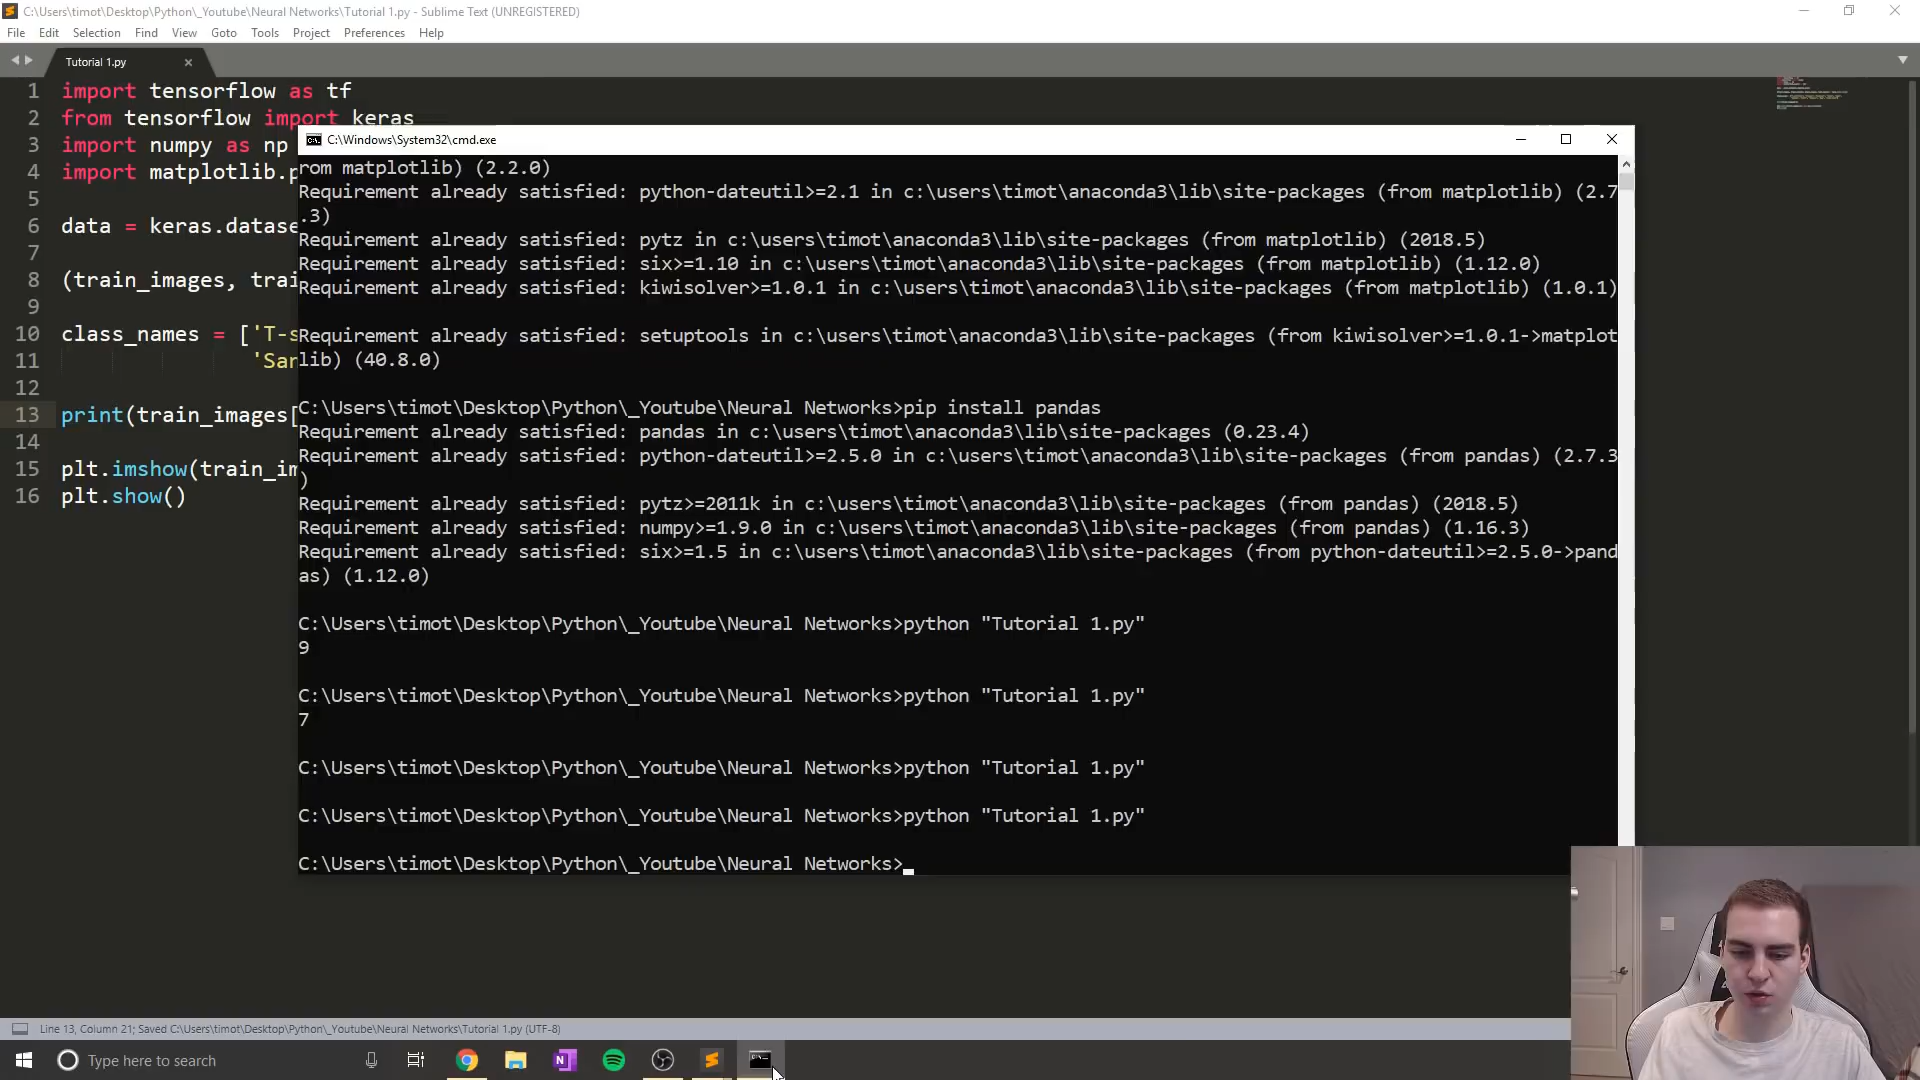 C:\Users\timot\Desktop\Python\_Youtube\Neural Networks\Tutorial 1.py - Sublime Text (UNREGISTERED)
File Edit Selection Find View Goto Tools Project Preferences Help
Tutorial 1.py
1 import tensorflow as tf
2 from tensorflow import keras
3 import numpy as np
4 import matplotlib.p
5
6 data = keras.datase
7
8 (train_images, trai
9
10 class_names = ['T-s
11 'San
12
13 print(train_images[
14
15 plt.imshow(train_im
16 plt.show()
C:\Windows\System32\cmd.exe
rom matplotlib) (2.2.0)
Requirement already satisfied: python-dateutil>=2.1 in c:\users\timot\anaconda3\lib\site-packages (from matplotlib) (2.7
.3)
Requirement already satisfied: pytz in c:\users\timot\anaconda3\lib\site-packages (from matplotlib) (2018.5)
Requirement already satisfied: six>=1.10 in c:\users\timot\anaconda3\lib\site-packages (from matplotlib) (1.12.0)
Requirement already satisfied: kiwisolver>=1.0.1 in c:\users\timot\anaconda3\lib\site-packages (from matplotlib) (1.0.1)
Requirement already satisfied: setuptools in c:\users\timot\anaconda3\lib\site-packages (from kiwisolver>=1.0.1->matplot
lib) (40.8.0)
C:\Users\timot\Desktop\Python\_Youtube\Neural Networks>pip install pandas
Requirement already satisfied: pandas in c:\users\timot\anaconda3\lib\site-packages (0.23.4)
Requirement already satisfied: python-dateutil>=2.5.0 in c:\users\timot\anaconda3\lib\site-packages (from pandas) (2.7.3
)
Requirement already satisfied: pytz>=2011k in c:\users\timot\anaconda3\lib\site-packages (from pandas) (2018.5)
Requirement already satisfied: numpy>=1.9.0 in c:\users\timot\anaconda3\lib\site-packages (from pandas) (1.16.3)
Requirement already satisfied: six>=1.5 in c:\users\timot\anaconda3\lib\site-packages (from python-dateutil>=2.5.0->pand
as) (1.12.0)
C:\Users\timot\Desktop\Python\_Youtube\Neural Networks>python "Tutorial 1.py"
9
C:\Users\timot\Desktop\Python\_Youtube\Neural Networks>python "Tutorial 1.py"
7
C:\Users\timot\Desktop\Python\_Youtube\Neural Networks>python "Tutorial 1.py"
C:\Users\timot\Desktop\Python\_Youtube\Neural Networks>python "Tutorial 1.py"
C:\Users\timot\Desktop\Python\_Youtube\Neural Networks>
Line 13, Column 21; Saved C:\Users\timot\Desktop\Python\_Youtube\Neural Networks\Tutorial 1.py (UTF-8)
Type here to search